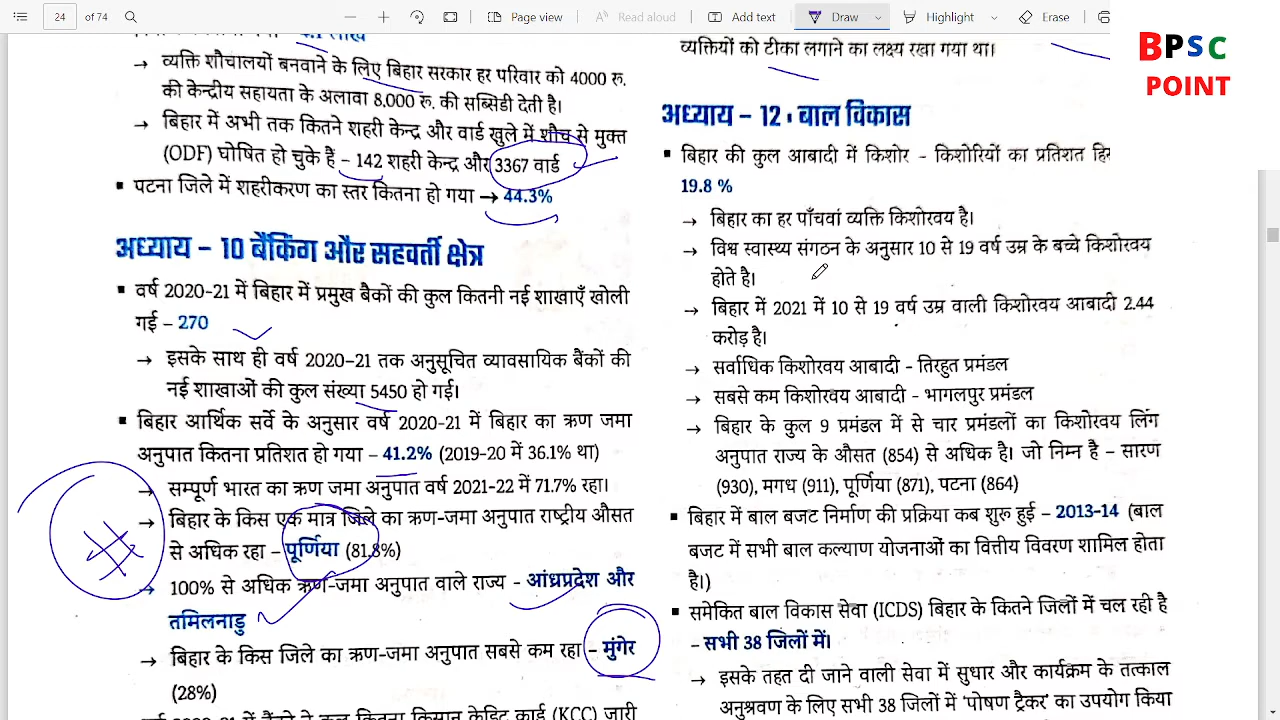 24 of 74
Page view
Read aloud
Add text
Draw
Highlight
Erase
BPSC
POINT
→ व्यक्ति शौचालयों बनवाने के लिए बिहार सरकार हर परिवार को 4000 रू.
की केन्द्रीय सहायता के अलावा 8,000 रू. की सब्सिडी देती है।
→ बिहार में अभी तक कितने शहरी केन्द्र और वार्ड खुले में शौच से मुक्त
(ODF) घोषित हो चुके हैं – 142 शहरी केन्द्र और 3367 वार्ड
▪ पटना जिले में शहरीकरण का स्तर कितना हो गया → 44.3%
अध्याय – 10 बैंकिंग और सहवर्ती क्षेत्र
▪ वर्ष 2020-21 में बिहार में प्रमुख बैकों की कुल कितनी नई शाखाएँ खोली
गई – 270
→ इसके साथ ही वर्ष 2020-21 तक अनुसूचित व्यावसायिक बैंकों की
नई शाखाओं की कुल संख्या 5450 हो गई।
▪ बिहार आर्थिक सर्वे के अनुसार वर्ष 2020-21 में बिहार का ऋण जमा
अनुपात कितना प्रतिशत हो गया – 41.2% (2019-20 में 36.1% था)
→ सम्पूर्ण भारत का ऋण जमा अनुपात वर्ष 2021-22 में 71.7% रहा।
→ बिहार के किस एक मात्र जिले का ऋण-जमा अनुपात राष्ट्रीय औसत
से अधिक रहा – पूर्णिया (81.8%)
→ 100% से अधिक ऋण-जमा अनुपात वाले राज्य – आंध्रप्रदेश और
तमिलनाडु
→ बिहार के किस जिले का ऋण-जमा अनुपात सबसे कम रहा – मुंगेर
(28%)
व्यक्तियों को टीका लगाने का लक्ष्य रखा गया था।
अध्याय – 12 : बाल विकास
▪ बिहार की कुल आबादी में किशोर – किशोरियों का प्रतिशत
19.8 %
→ बिहार का हर पाँचवां व्यक्ति किशोरवय है।
→ विश्व स्वास्थ्य संगठन के अनुसार 10 से 19 वर्ष उम्र के बच्चे किशोरवय
होते है।
→ बिहार में 2021 में 10 से 19 वर्ष उम्र वाली किशोरवय आबादी 2.44
करोड़ है।
→ सर्वाधिक किशोरवय आबादी – तिरहुत प्रमंडल
→ सबसे कम किशोरवय आबादी – भागलपुर प्रमंडल
→ बिहार के कुल 9 प्रमंडल में से चार प्रमंडलों का किशोरवय लिंग
अनुपात राज्य के औसत (854) से अधिक है। जो निम्न है – सारण
(930), मगध (911), पूर्णिया (871), पटना (864)
▪ बिहार में बाल बजट निर्माण की प्रक्रिया कब शुरू हुई – 2013-14 (बाल
बजट में सभी बाल कल्याण योजनाओं का वित्तीय विवरण शामिल होता
है।)
▪ समेकित बाल विकास सेवा (ICDS) बिहार के कितने जिलों में चल रही है
– सभी 38 जिलों में।
→ इसके तहत दी जाने वाली सेवा में सुधार और कार्यक्रम के तत्काल
अनुश्रवण के लिए सभी 38 जिलों में 'पोषण ट्रैकर' का उपयोग किया